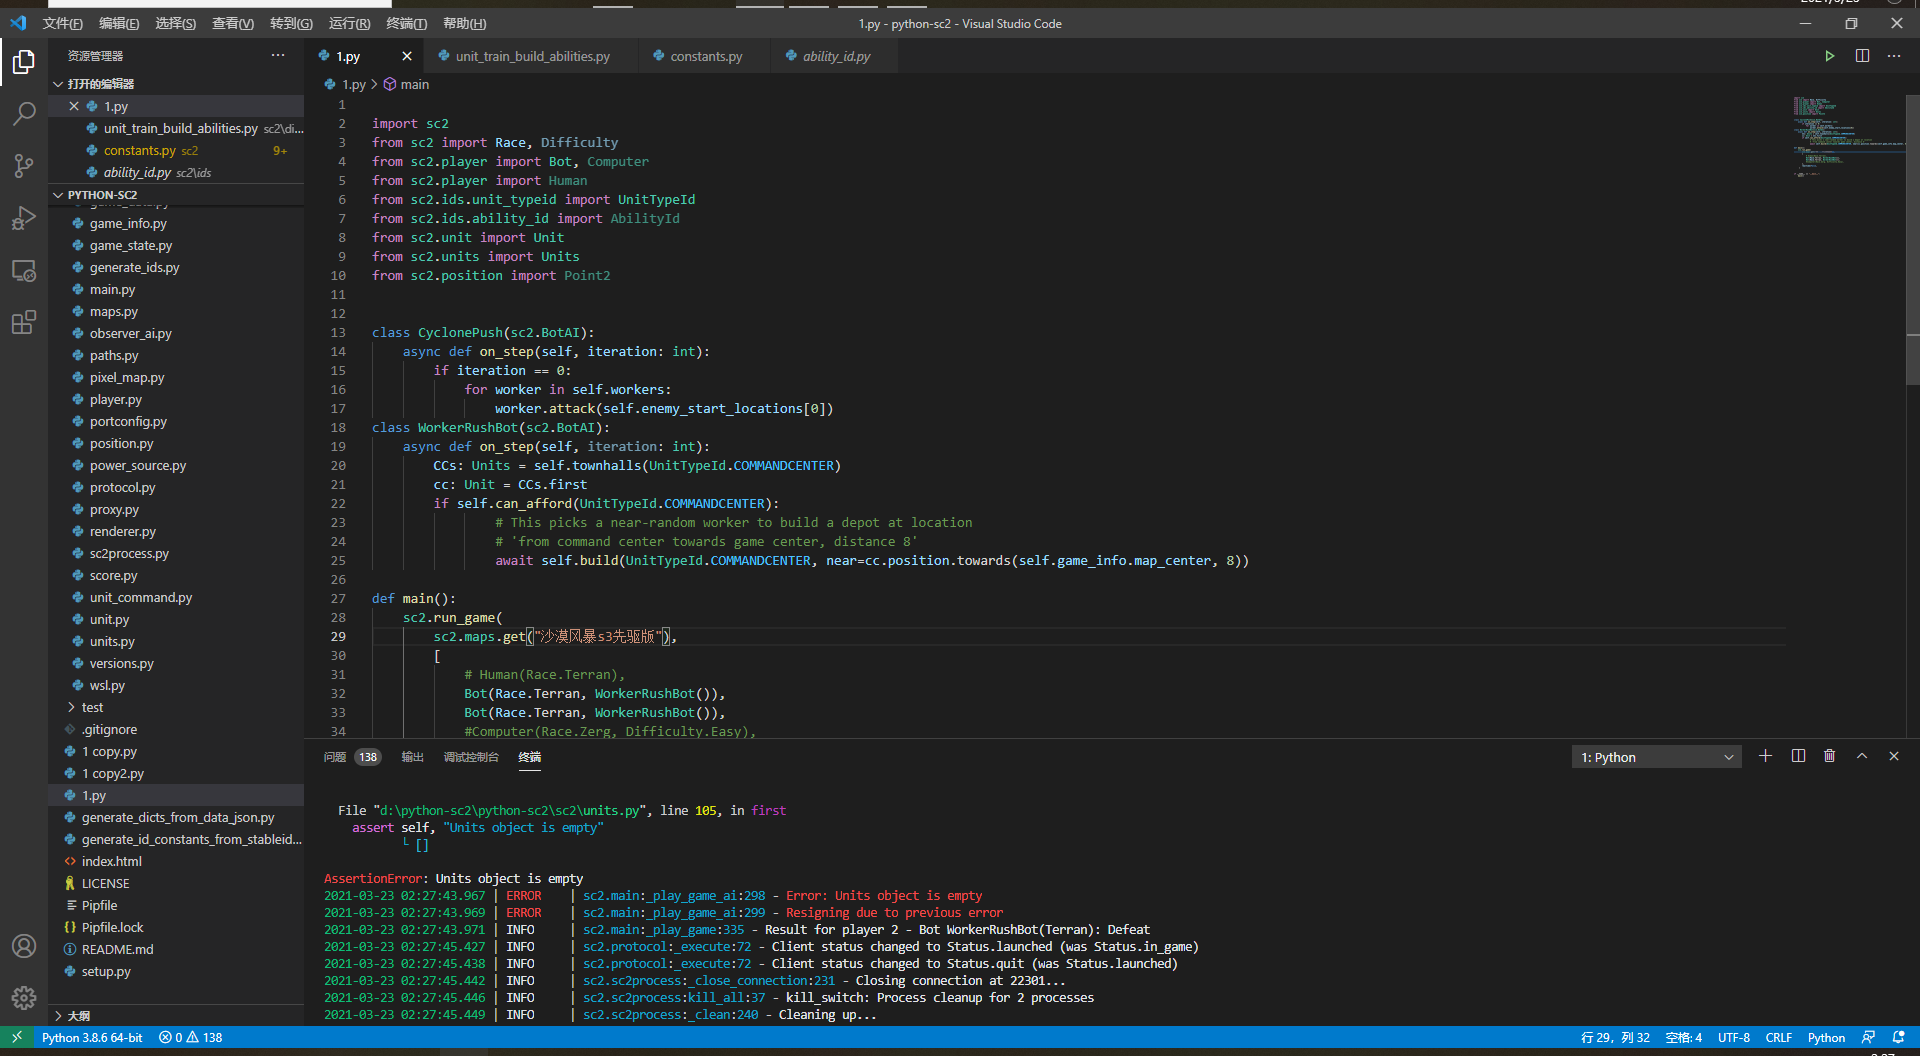 文件(F) 编辑(E) 选择(S) 查看(V) 转到(G) 运行(R) 终端(T) 帮助(H) 1.py - python-sc2 - Visual Studio Code
资源管理器 ···
打开的编辑器
1.py
unit_train_build_abilities.py sc2\di...
constants.py sc2 9+
ability_id.py sc2\ids
PYTHON-SC2
game_info.py
game_state.py
generate_ids.py
main.py
maps.py
observer_ai.py
paths.py
pixel_map.py
player.py
portconfig.py
position.py
power_source.py
protocol.py
proxy.py
renderer.py
sc2process.py
score.py
unit_command.py
unit.py
units.py
versions.py
wsl.py
test
.gitignore
1 copy.py
1 copy2.py
1.py
generate_dicts_from_data_json.py
generate_id_constants_from_stableid...
index.html
LICENSE
Pipfile
Pipfile.lock
README.md
setup.py
大纲
1.py unit_train_build_abilities.py constants.py ability_id.py
1.py > main
1
2 import sc2
3 from sc2 import Race, Difficulty
4 from sc2.player import Bot, Computer
5 from sc2.player import Human
6 from sc2.ids.unit_typeid import UnitTypeId
7 from sc2.ids.ability_id import AbilityId
8 from sc2.unit import Unit
9 from sc2.units import Units
10 from sc2.position import Point2
11
12
13 class CyclonePush(sc2.BotAI):
14 async def on_step(self, iteration: int):
15 if iteration == 0:
16 for worker in self.workers:
17 worker.attack(self.enemy_start_locations[0])
18 class WorkerRushBot(sc2.BotAI):
19 async def on_step(self, iteration: int):
20 CCs: Units = self.townhalls(UnitTypeId.COMMANDCENTER)
21 cc: Unit = CCs.first
22 if self.can_afford(UnitTypeId.COMMANDCENTER):
23 # This picks a near-random worker to build a depot at location
24 # 'from command center towards game center, distance 8'
25 await self.build(UnitTypeId.COMMANDCENTER, near=cc.position.towards(self.game_info.map_center, 8))
26
27 def main():
28 sc2.run_game(
29 sc2.maps.get("沙漠风暴s3先驱版"),
30 [
31 # Human(Race.Terran),
32 Bot(Race.Terran, WorkerRushBot()),
33 Bot(Race.Terran, WorkerRushBot()),
34 #Computer(Race.Zerg, Difficulty.Easy),
问题 138 输出 调试控制台 终端 1: Python
File "d:\python-sc2\python-sc2\sc2\units.py", line 105, in first
assert self, "Units object is empty"
└ []
AssertionError: Units object is empty
2021-03-23 02:27:43.967 | ERROR | sc2.main:_play_game_ai:298 - Error: Units object is empty
2021-03-23 02:27:43.969 | ERROR | sc2.main:_play_game_ai:299 - Resigning due to previous error
2021-03-23 02:27:43.971 | INFO | sc2.main:_play_game:335 - Result for player 2 - Bot WorkerRushBot(Terran): Defeat
2021-03-23 02:27:45.427 | INFO | sc2.protocol:_execute:72 - Client status changed to Status.launched (was Status.in_game)
2021-03-23 02:27:45.438 | INFO | sc2.protocol:_execute:72 - Client status changed to Status.quit (was Status.launched)
2021-03-23 02:27:45.442 | INFO | sc2.sc2process:_close_connection:231 - Closing connection at 22301...
2021-03-23 02:27:45.446 | INFO | sc2.sc2process:kill_all:37 - kill_switch: Process cleanup for 2 processes
2021-03-23 02:27:45.449 | INFO | sc2.sc2process:_clean:240 - Cleaning up...
Python 3.8.6 64-bit 0 138 行 29，列 32 空格: 4 UTF-8 CRLF Python